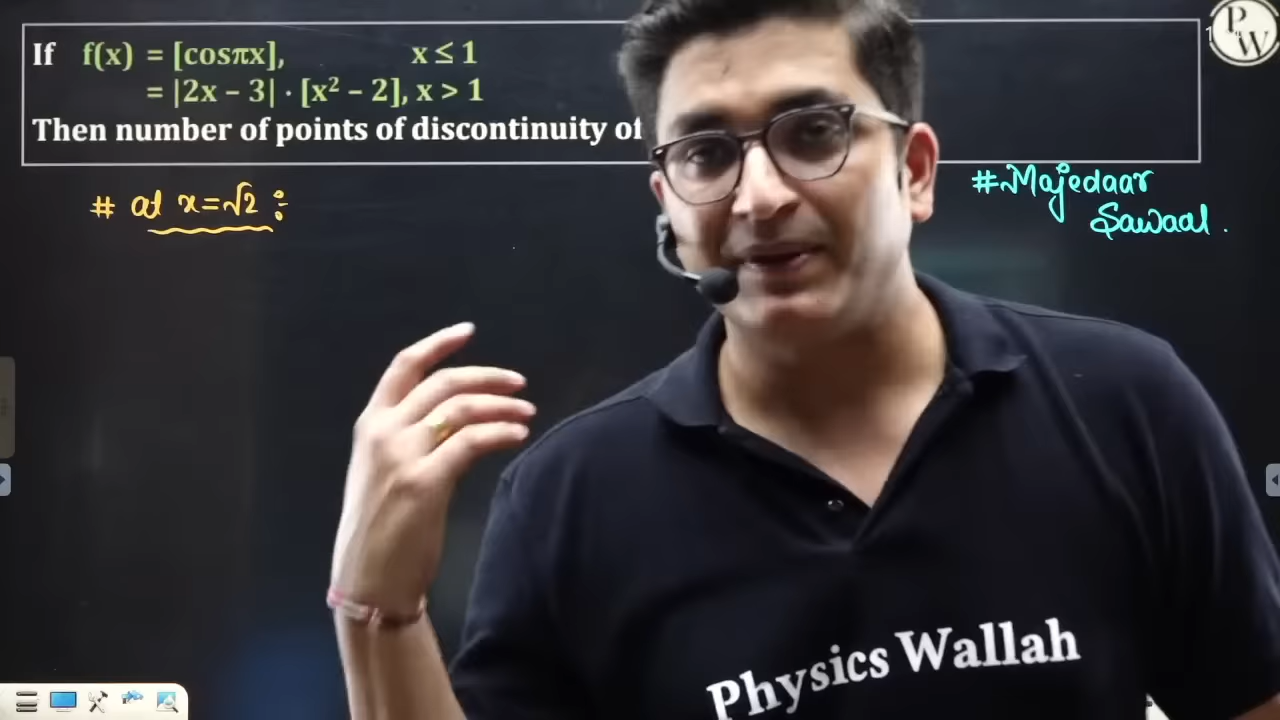 If f(x) = [cosπx], x ≤ 1
= |2x – 3| · [x² – 2], x > 1
Then number of points of discontinuity of
# at x=√2 ÷
#Majedaar
Sawaal.
PW
Physics Wallah